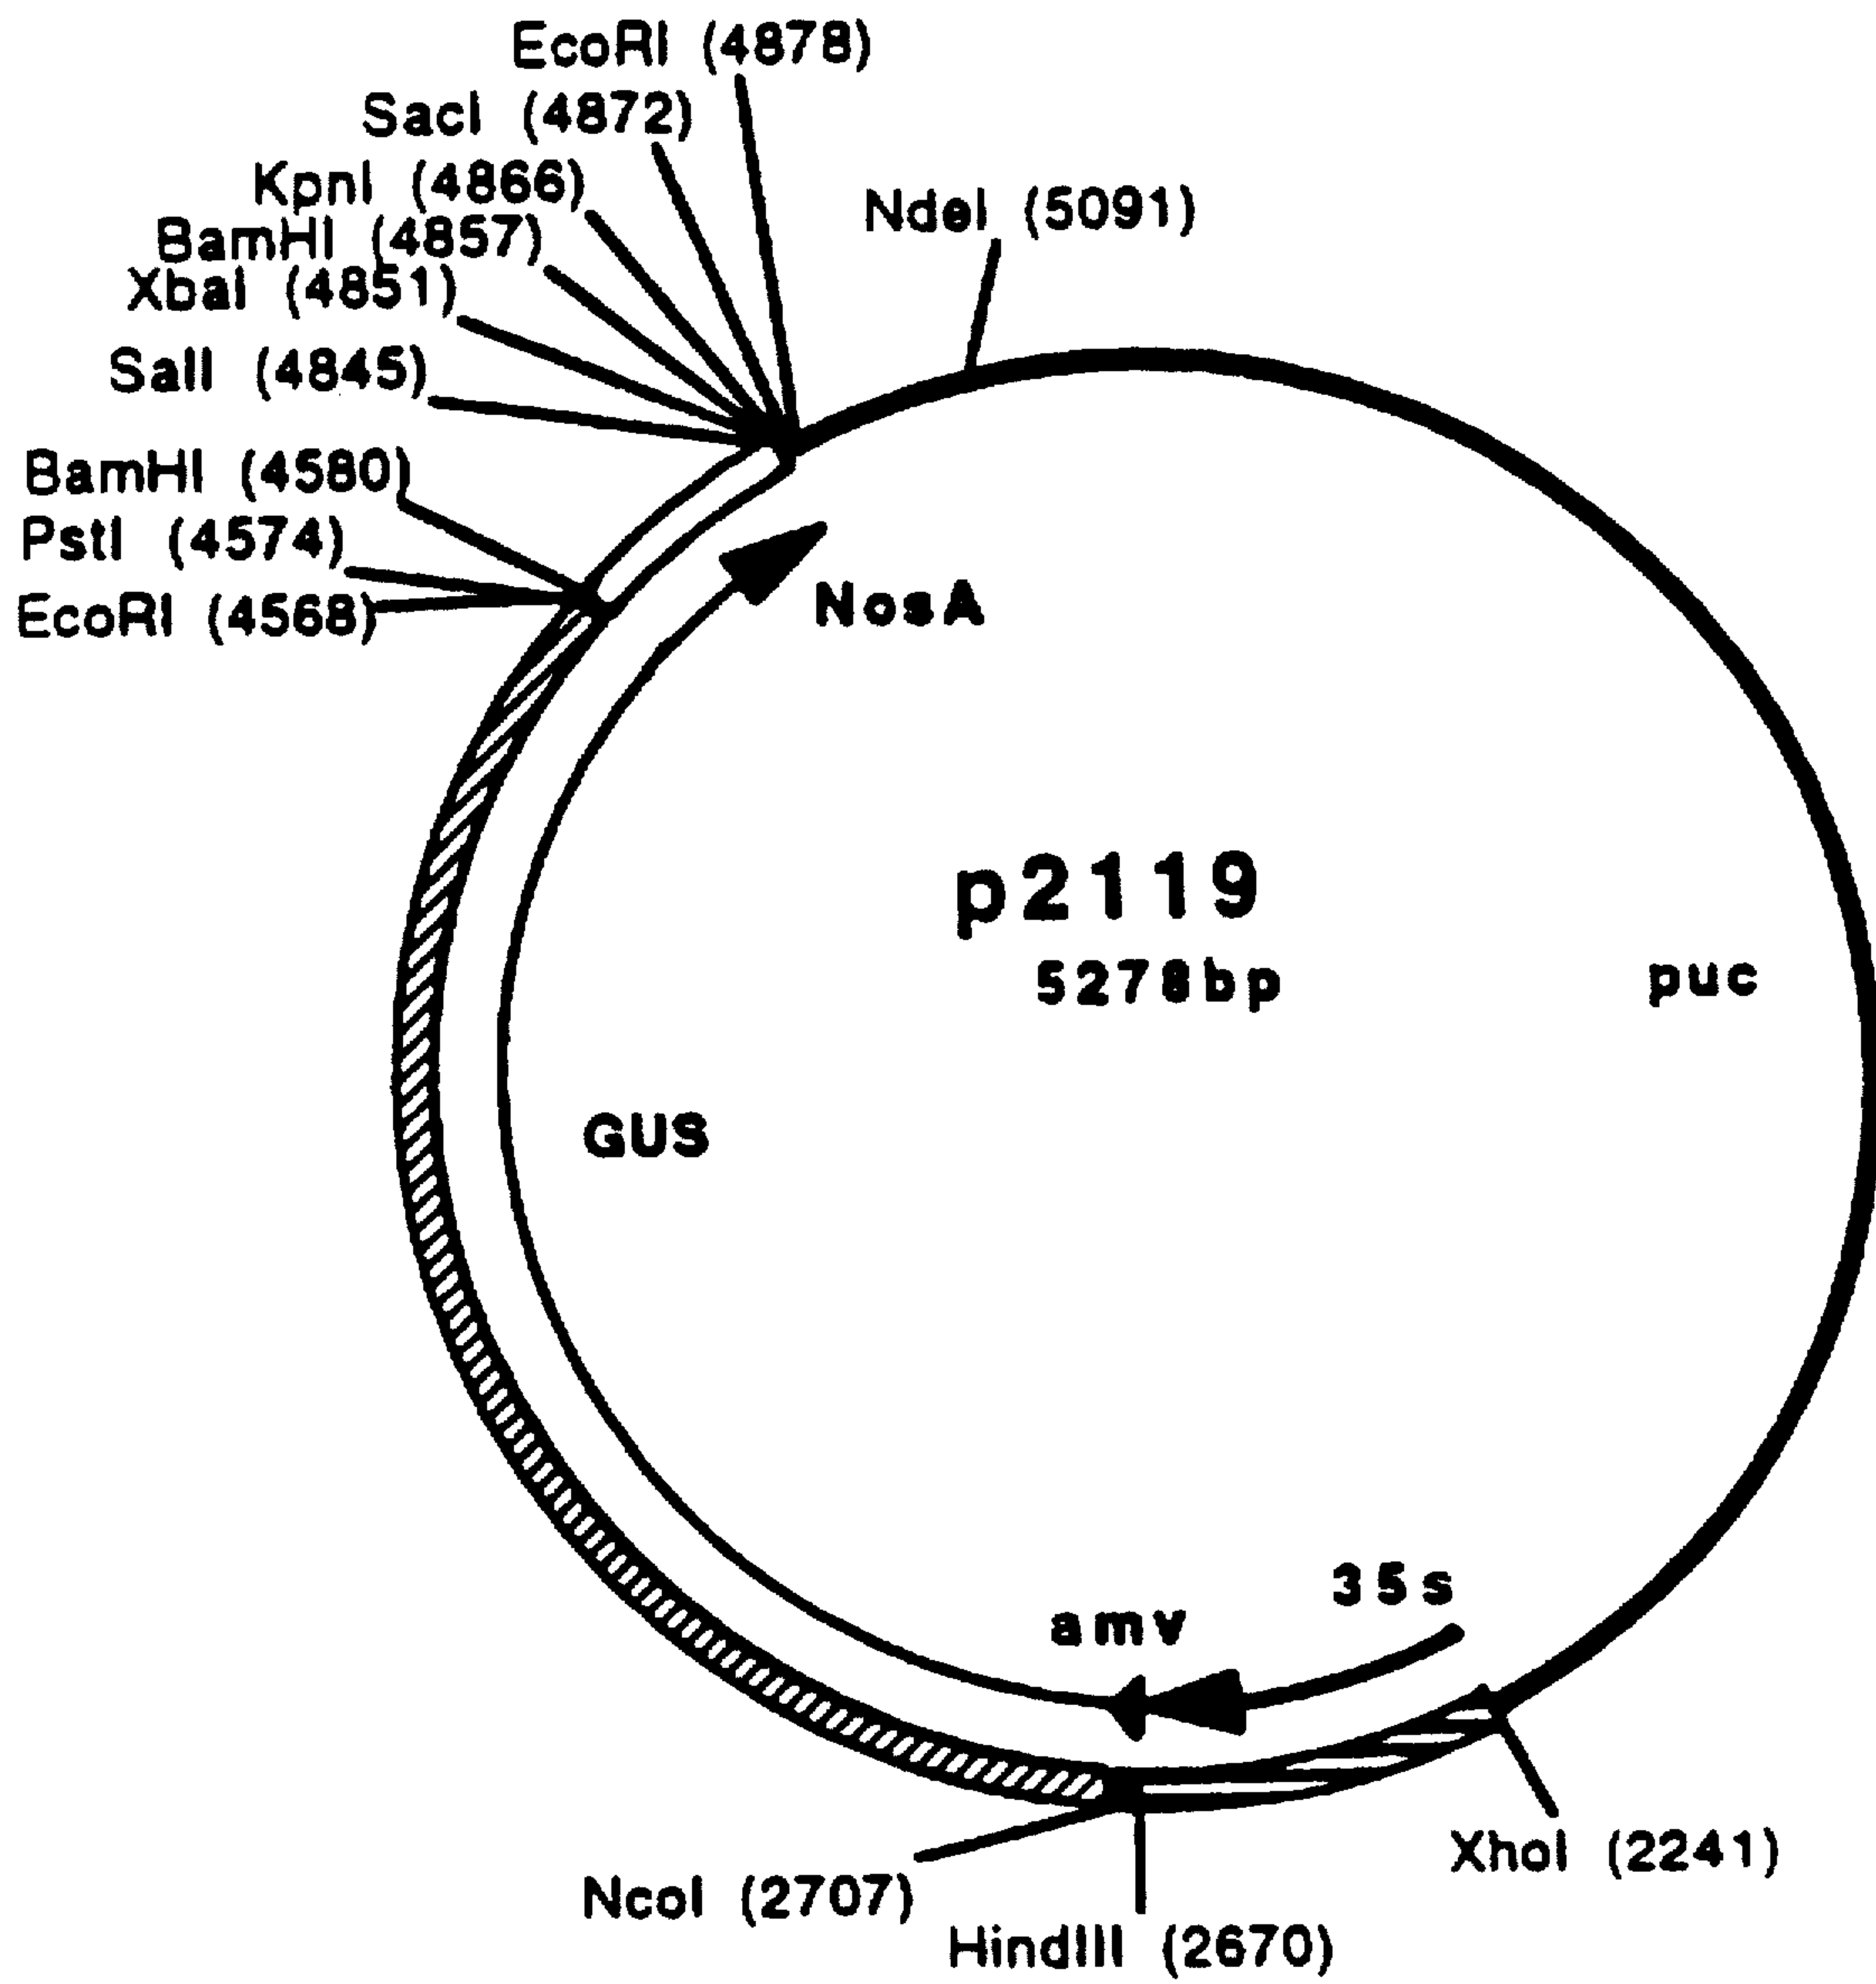 EcoRI (4878)
SacI (4872)
KpnI (4866)
NdeI (5091)
BamHI (4857)
XbaI (4851)
SalI (4845)
BamHI (4580)
PstI (4574)
EcoRI (4568)
NosA
p2119
5278bp
puc
GUS
35s
amv
XhoI (2241)
NcoI (2707)
HindIII (2670)